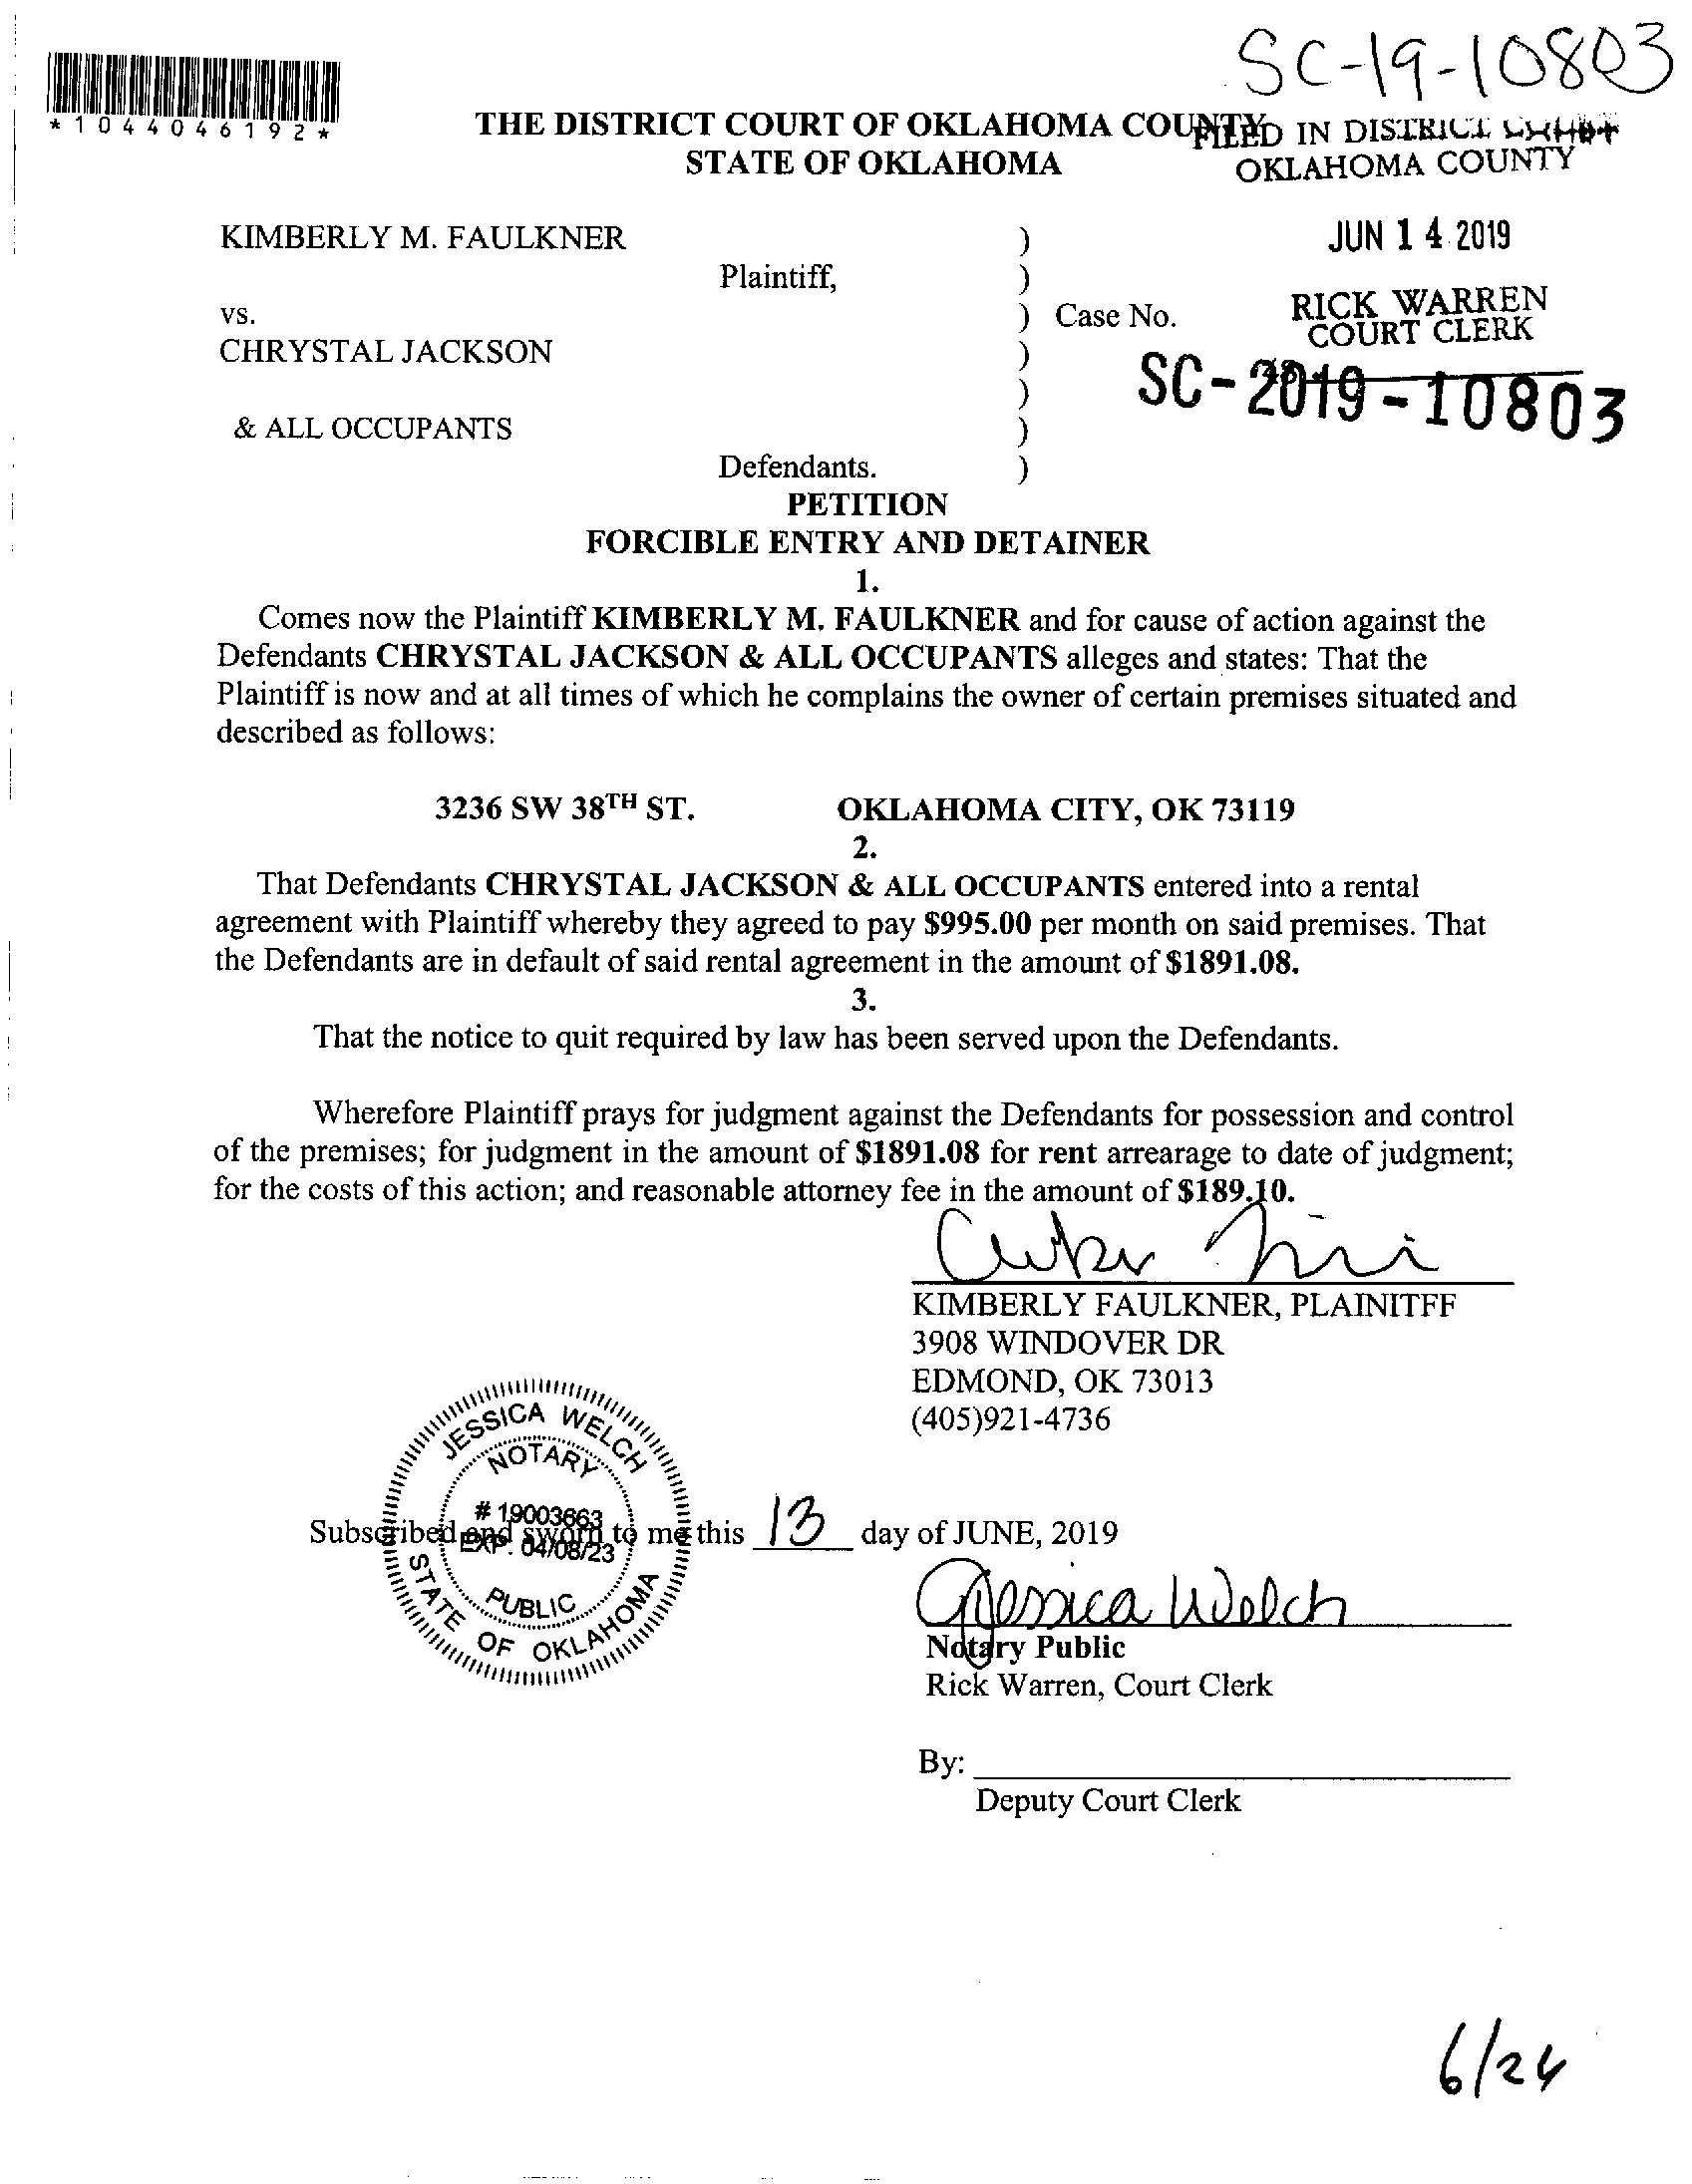 SC-19-10803
*1044046192*
THE DISTRICT COURT OF OKLAHOMA COUNTY
STATE OF OKLAHOMA
FILED IN DISTRICT
OKLAHOMA COUNTY
JUN 14 2019
RICK WARREN
COURT CLERK
KIMBERLY M. FAULKNER )
Plaintiff, )
vs. ) Case No.
CHRYSTAL JACKSON )
)
SC-2019-10803
& ALL OCCUPANTS )
Defendants. )
PETITION
FORCIBLE ENTRY AND DETAINER
1.
Comes now the Plaintiff KIMBERLY M. FAULKNER and for cause of action against the
Defendants CHRYSTAL JACKSON & ALL OCCUPANTS alleges and states: That the
Plaintiff is now and at all times of which he complains the owner of certain premises situated and
described as follows:
3236 SW 38TH ST. OKLAHOMA CITY, OK 73119
2.
That Defendants CHRYSTAL JACKSON & ALL OCCUPANTS entered into a rental
agreement with Plaintiff whereby they agreed to pay $995.00 per month on said premises. That
the Defendants are in default of said rental agreement in the amount of $1891.08.
3.
That the notice to quit required by law has been served upon the Defendants.
Wherefore Plaintiff prays for judgment against the Defendants for possession and control
of the premises; for judgment in the amount of $1891.08 for rent arrearage to date of judgment;
for the costs of this action; and reasonable attorney fee in the amount of $189.10.
KIMBERLY FAULKNER, PLAINITFF
3908 WINDOVER DR
EDMOND, OK 73013
(405)921-4736
JESSICA WELCH
NOTARY
# 19003663
EXP. 04/08/23
PUBLIC
STATE OF OKLAHOMA
Subscribed and sworn to me this 13 day of JUNE, 2019
Jessica Welch
Notary Public
Rick Warren, Court Clerk
By:
Deputy Court Clerk
6/24